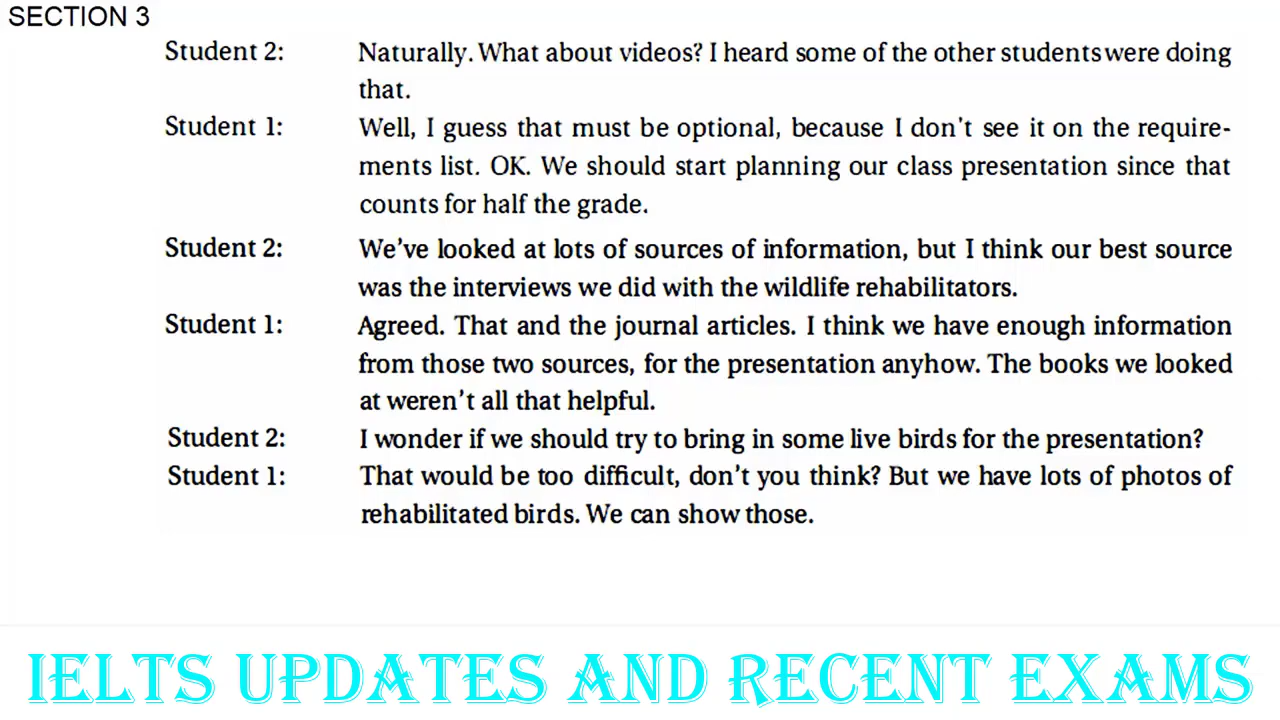 SECTION 3
Student 2: Naturally. What about videos? I heard some of the other students were doing
that.
Student 1: Well, I guess that must be optional, because I don't see it on the require-
ments list. OK. We should start planning our class presentation since that
counts for half the grade.
Student 2: We've looked at lots of sources of information, but I think our best source
was the interviews we did with the wildlife rehabilitators.
Student 1: Agreed. That and the journal articles. I think we have enough information
from those two sources, for the presentation anyhow. The books we looked
at weren't all that helpful.
Student 2: I wonder if we should try to bring in some live birds for the presentation?
Student 1: That would be too difficult, don't you think? But we have lots of photos of
rehabilitated birds. We can show those.
IELTS UPDATES AND RECENT EXAMS